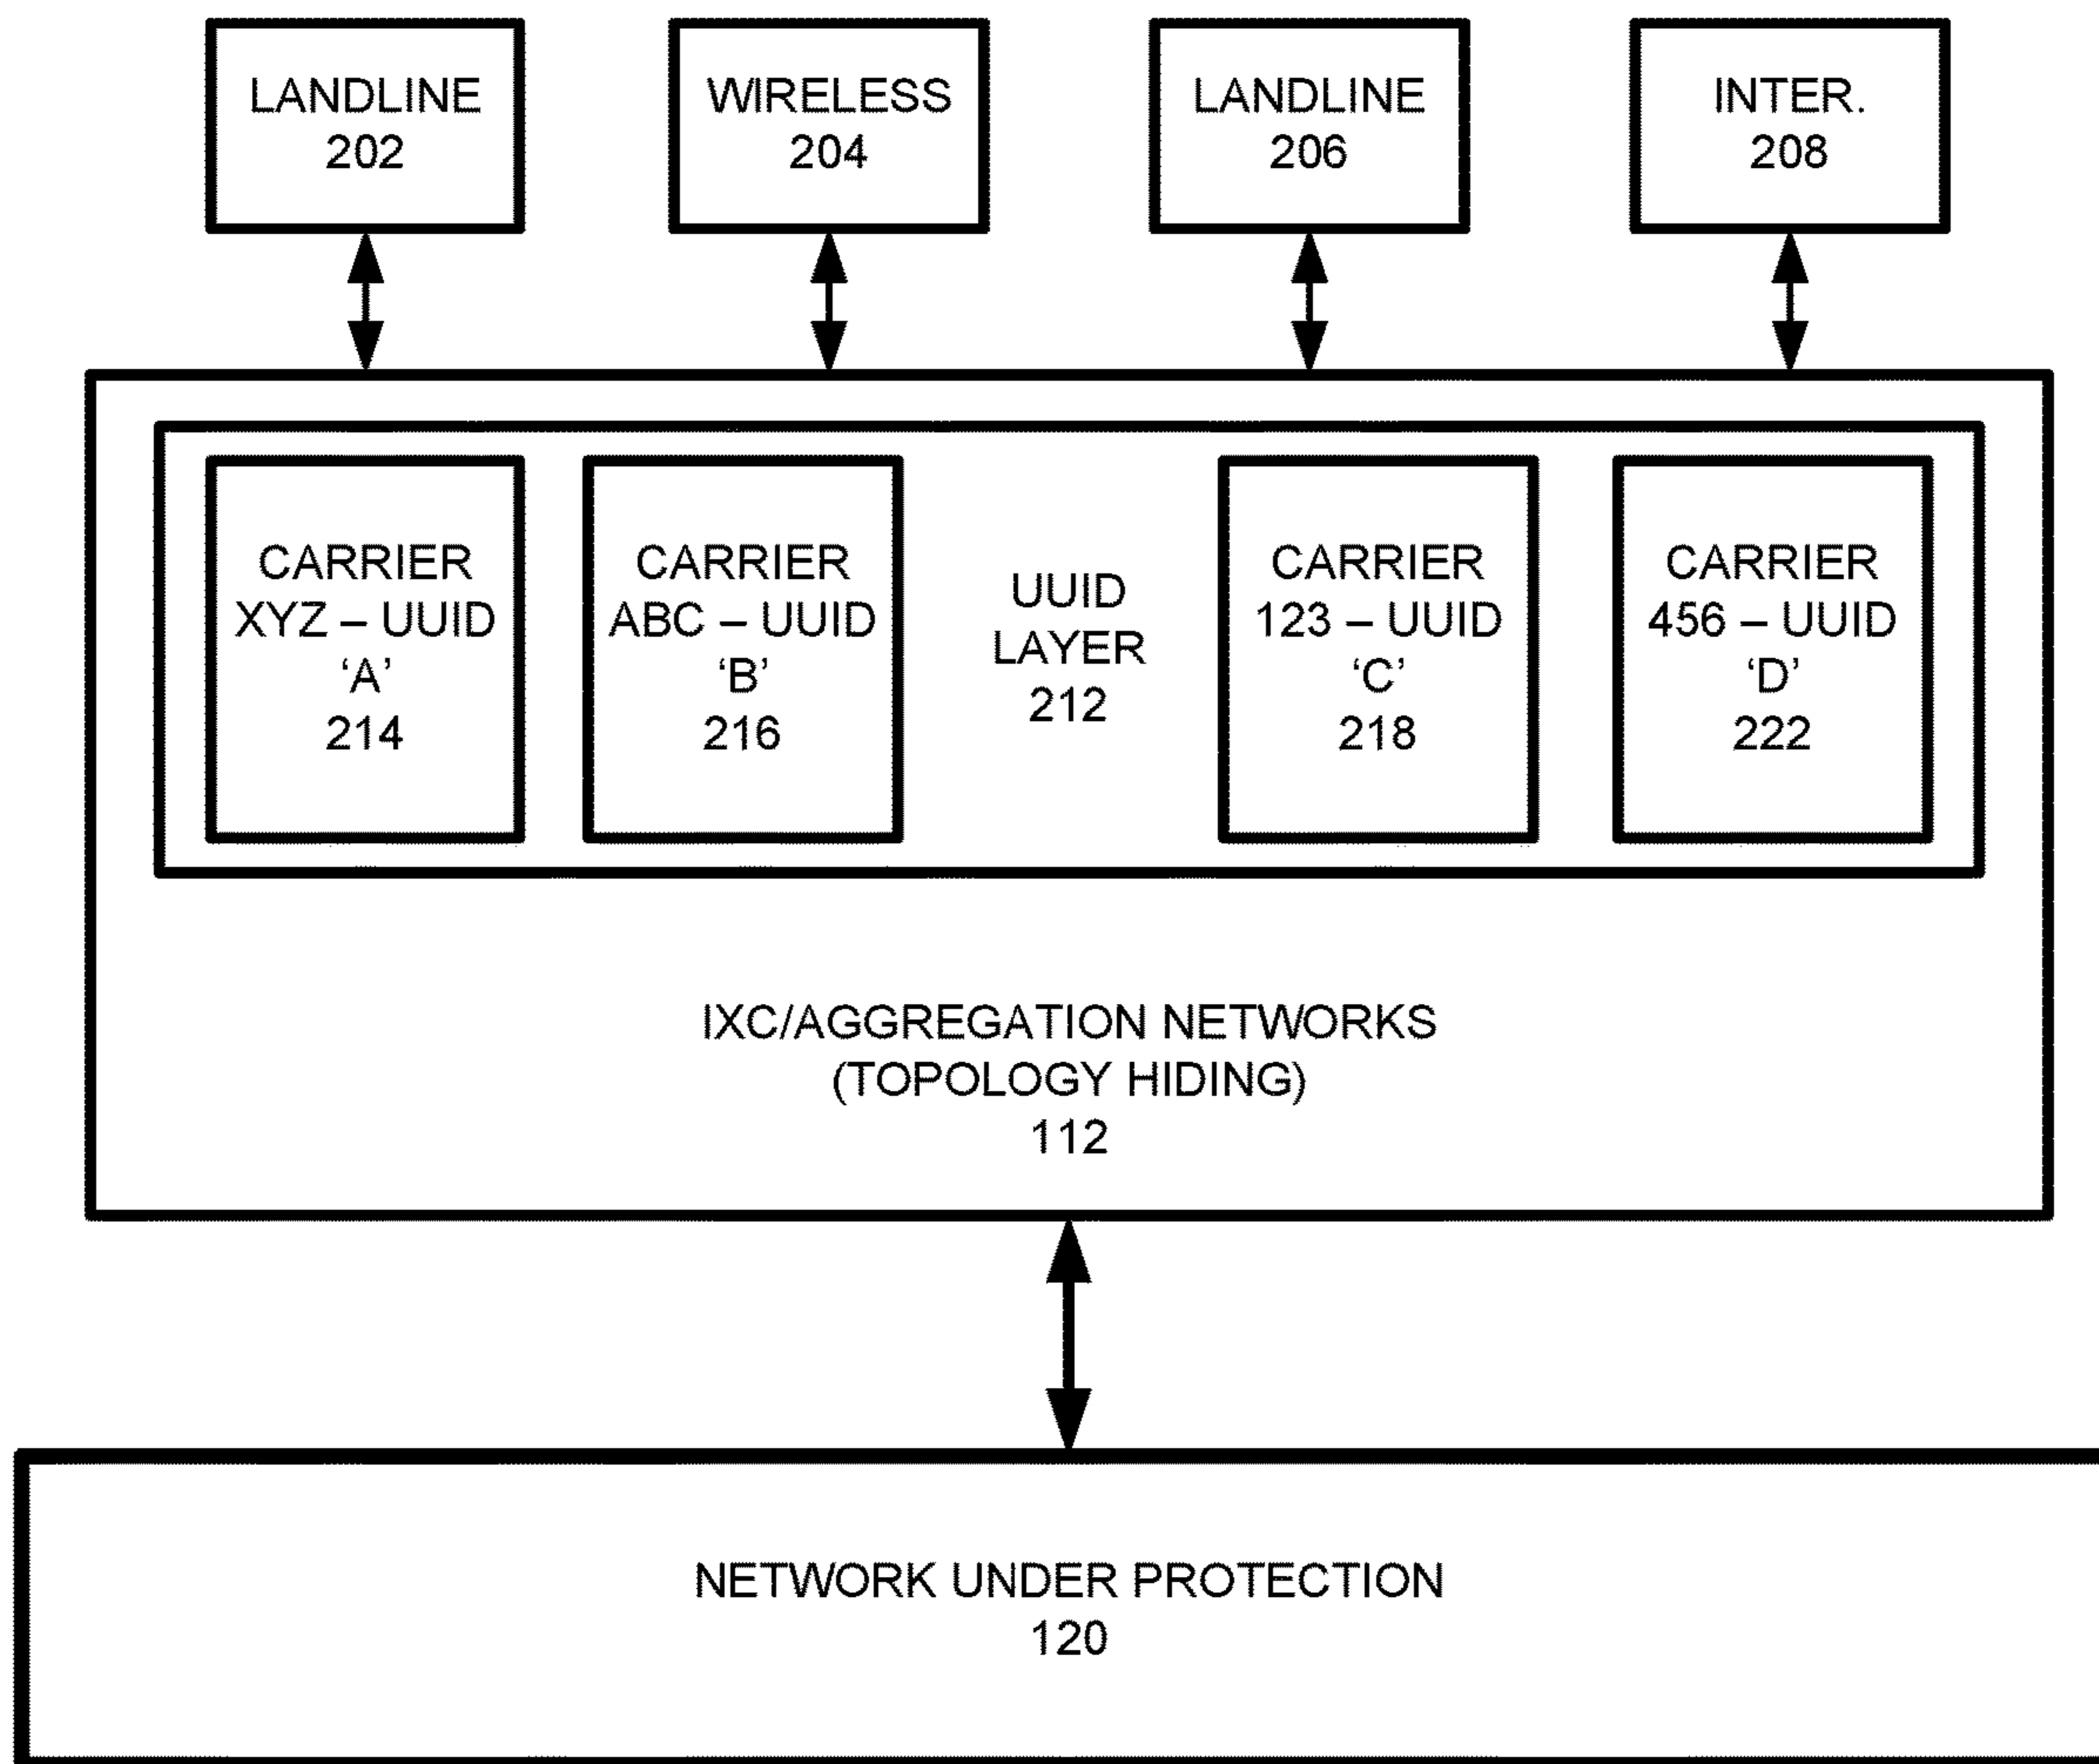 LANDLINE
202
WIRELESS
204
LANDLINE
206
INTER.
208
CARRIER
XYZ – UUID
‘A’
214
CARRIER
ABC – UUID
‘B’
216
UUID
LAYER
212
CARRIER
123 – UUID
‘C’
218
CARRIER
456 – UUID
‘D’
222
IXC/AGGREGATION NETWORKS
(TOPOLOGY HIDING)
112
NETWORK UNDER PROTECTION
120